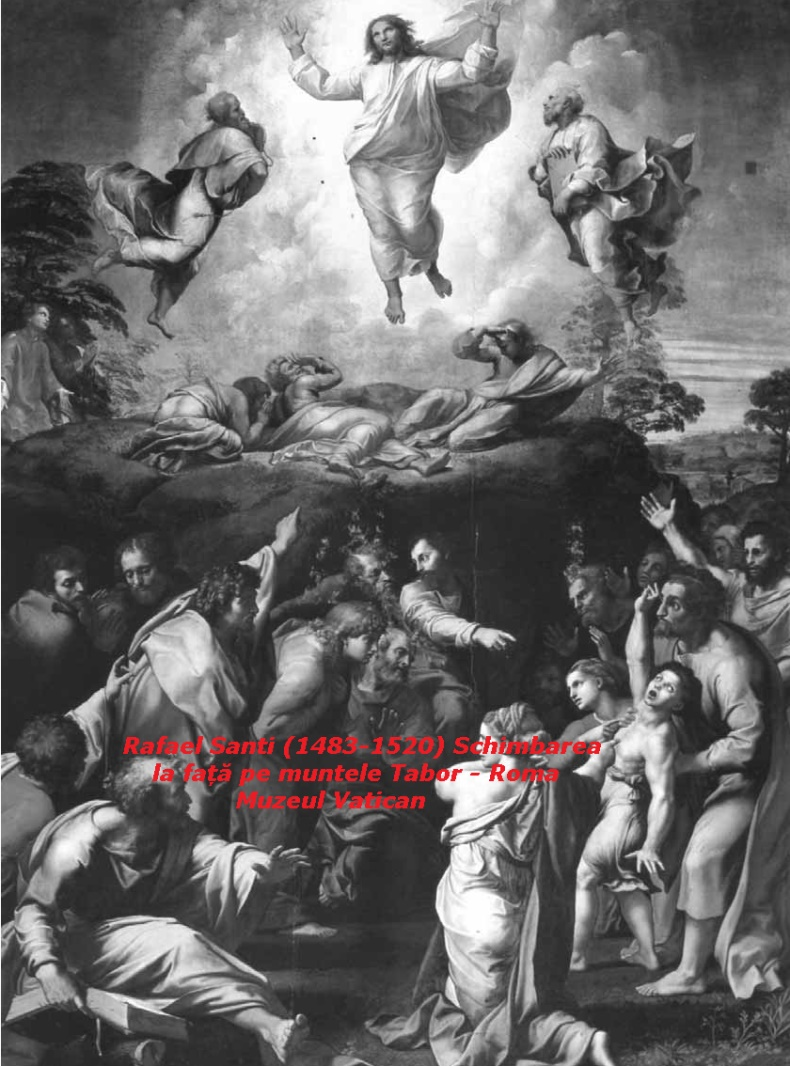 Rafael Santi (1483-1520) Schimbarea
la față pe muntele Tabor - Roma
Muzeul Vatican